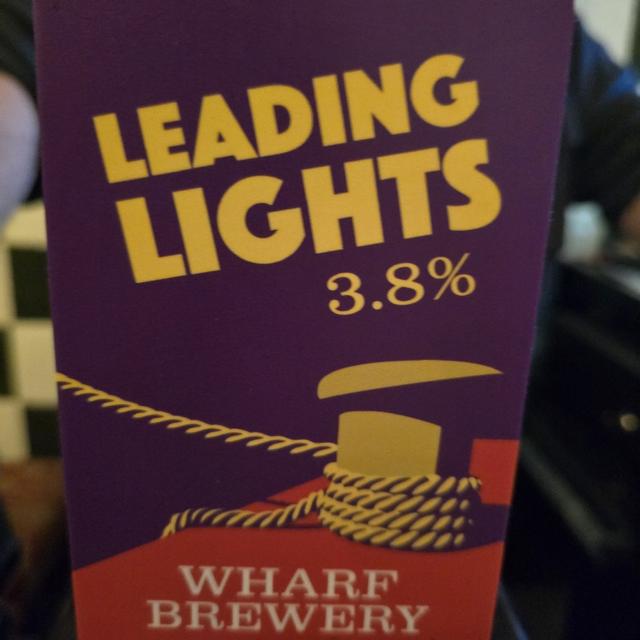 LEADING
LIGHTS
3.8%
WHARF
BREWERY